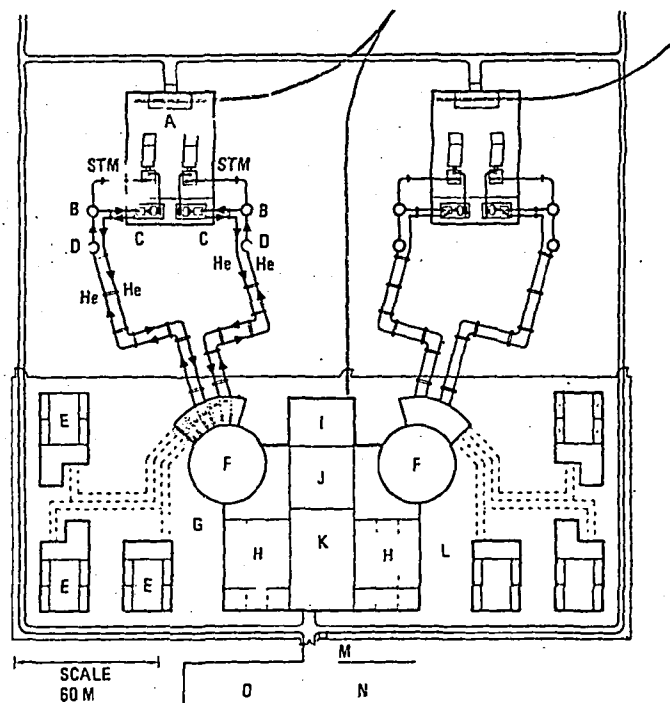 A
STM STM
B B
C C
D D
He He
He He
E
I
F F
J
G
H K H L
E E
M
SCALE
60 M
O N